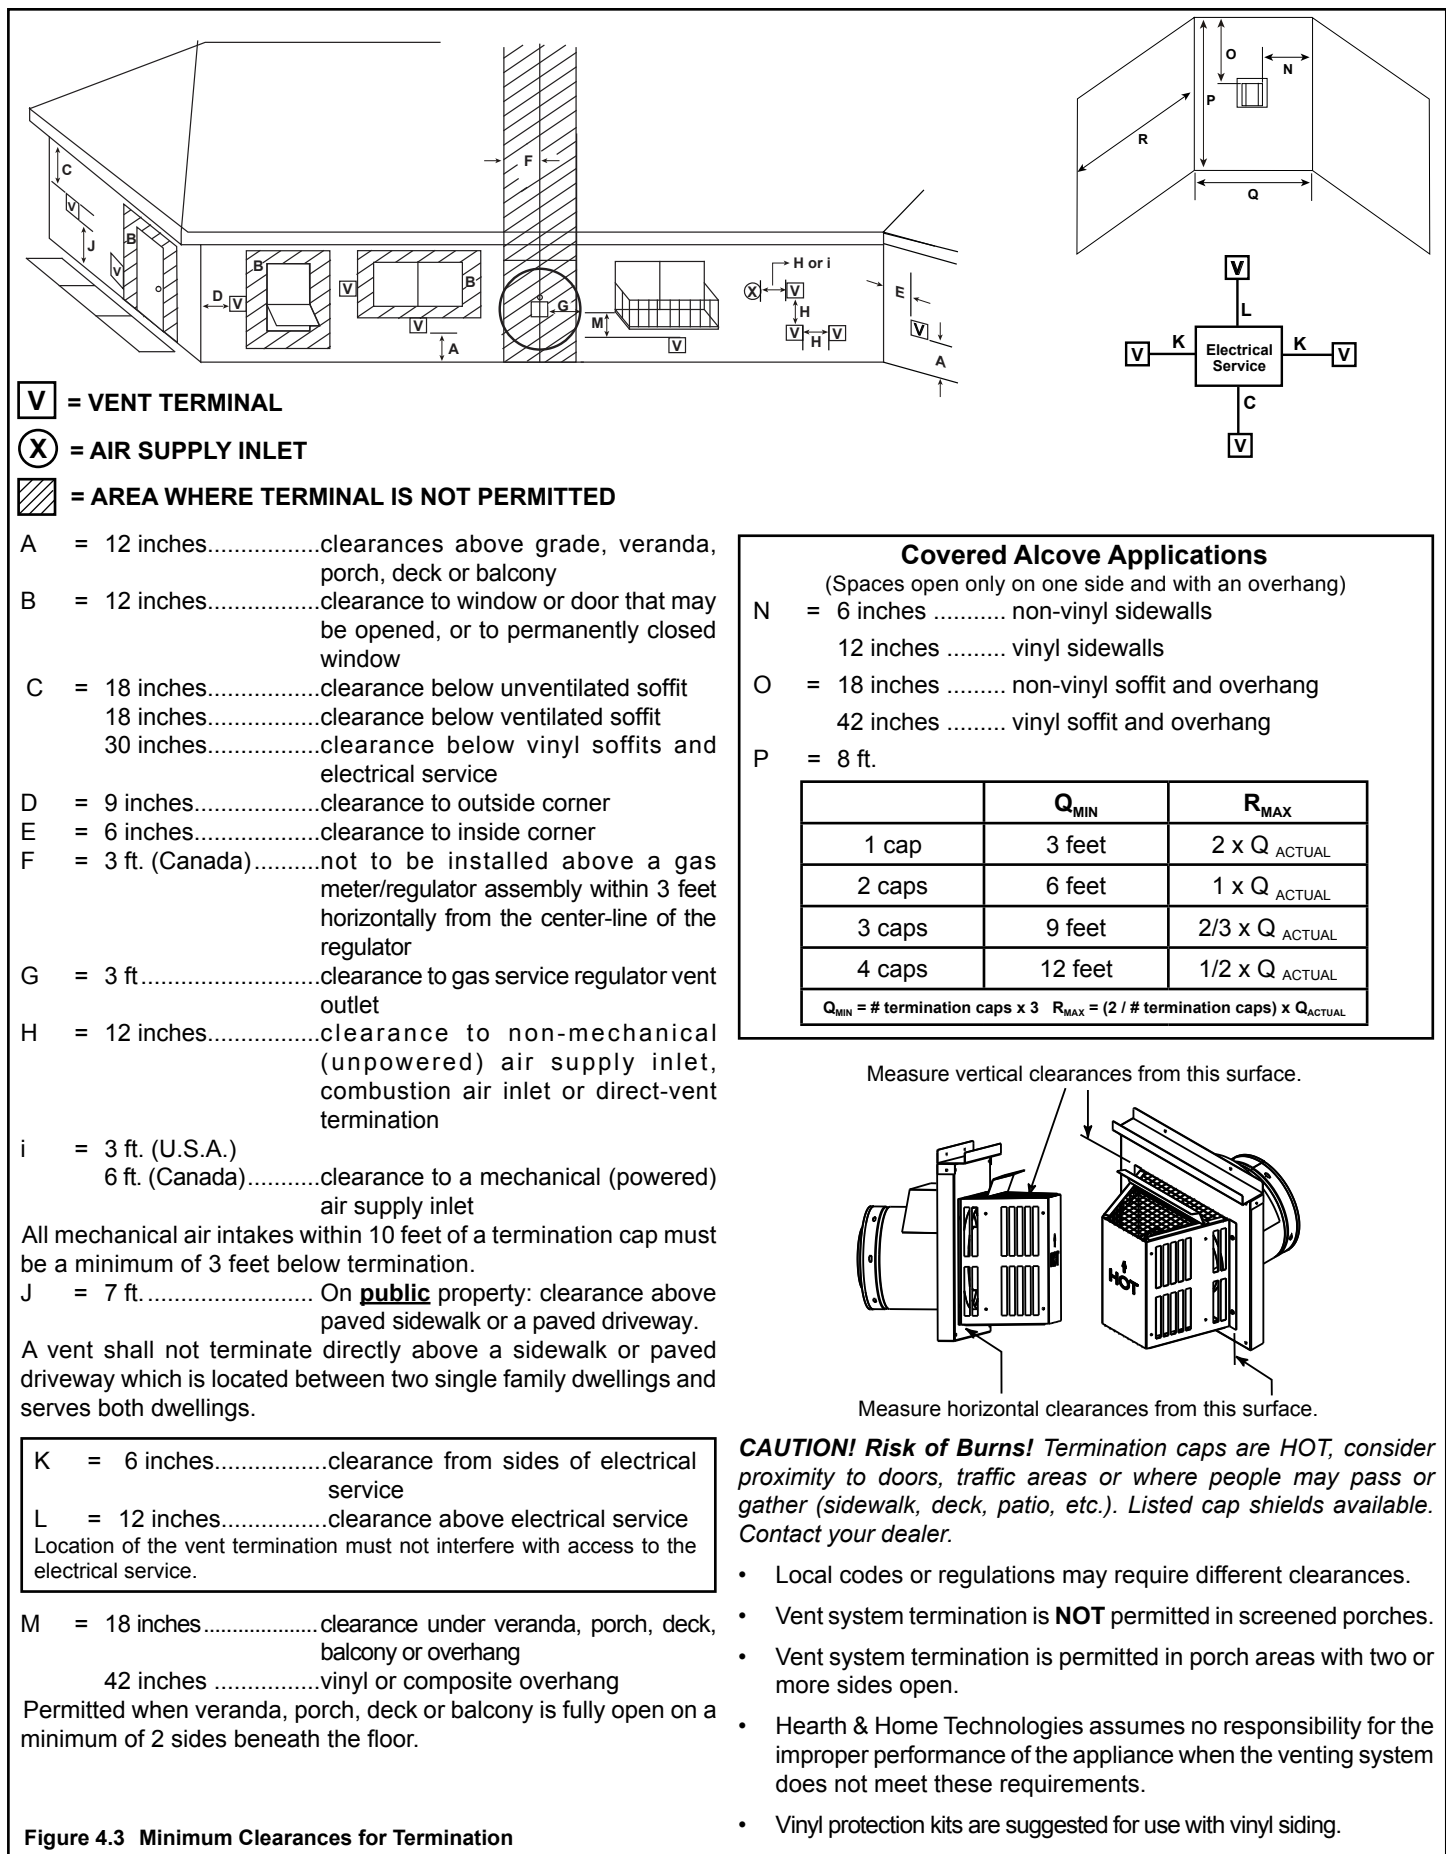 C
V
J
B
V
D
V
B
V
B
V
A
F
G
M
V
H or i
X
V
H
V
H
V
E
V
A
O
N
P
R
Q
V
L
V
K
Electrical
Service
K
V
C
V
V = VENT TERMINAL
X = AIR SUPPLY INLET
= AREA WHERE TERMINAL IS NOT PERMITTED
A = 12 inches.................clearances above grade, veranda,
porch, deck or balcony
B = 12 inches.................clearance to window or door that may
be opened, or to permanently closed
window
C = 18 inches.................clearance below unventilated soffit
18 inches.................clearance below ventilated soffit
30 inches.................clearance below vinyl soffits and
electrical service
D = 9 inches...................clearance to outside corner
E = 6 inches...................clearance to inside corner
F = 3 ft. (Canada)..........not to be installed above a gas
meter/regulator assembly within 3 feet
horizontally from the center-line of the
regulator
G = 3 ft...........................clearance to gas service regulator vent
outlet
H = 12 inches.................clearance to non-mechanical
(unpowered) air supply inlet,
combustion air inlet or direct-vent
termination
i = 3 ft. (U.S.A.)
6 ft. (Canada)...........clearance to a mechanical (powered)
air supply inlet
All mechanical air intakes within 10 feet of a termination cap must
be a minimum of 3 feet below termination.
J = 7 ft. ......................... On public property: clearance above
paved sidewalk or a paved driveway.
A vent shall not terminate directly above a sidewalk or paved
driveway which is located between two single family dwellings and
serves both dwellings.
K = 6 inches.................clearance from sides of electrical
service
L = 12 inches................clearance above electrical service
Location of the vent termination must not interfere with access to the
electrical service.
M = 18 inches....................clearance under veranda, porch, deck,
balcony or overhang
42 inches ................vinyl or composite overhang
Permitted when veranda, porch, deck or balcony is fully open on a
minimum of 2 sides beneath the floor.
Figure 4.3 Minimum Clearances for Termination
Covered Alcove Applications
(Spaces open only on one side and with an overhang)
N = 6 inches ........... non-vinyl sidewalls
12 inches ......... vinyl sidewalls
O = 18 inches ......... non-vinyl soffit and overhang
42 inches ......... vinyl soffit and overhang
P = 8 ft.
QMIN RMAX
1 cap 3 feet 2 x Q ACTUAL
2 caps 6 feet 1 x Q ACTUAL
3 caps 9 feet 2/3 x Q ACTUAL
4 caps 12 feet 1/2 x Q ACTUAL
QMIN = # termination caps x 3 RMAX = (2 / # termination caps) x QACTUAL
Measure vertical clearances from this surface.
HOT
Measure horizontal clearances from this surface.
CAUTION! Risk of Burns! Termination caps are HOT, consider
proximity to doors, traffic areas or where people may pass or
gather (sidewalk, deck, patio, etc.). Listed cap shields available.
Contact your dealer.
• Local codes or regulations may require different clearances.
• Vent system termination is NOT permitted in screened porches.
• Vent system termination is permitted in porch areas with two or
more sides open.
• Hearth & Home Technologies assumes no responsibility for the
improper performance of the appliance when the venting system
does not meet these requirements.
• Vinyl protection kits are suggested for use with vinyl siding.